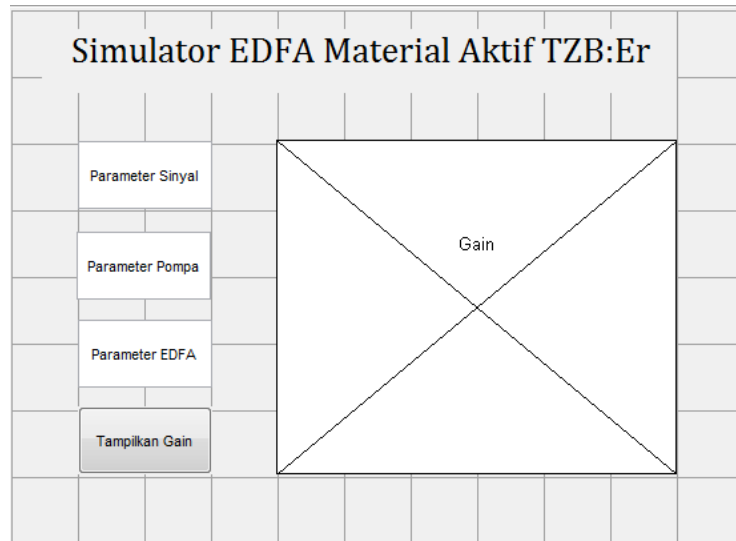 Simulator EDFA Material Aktif TZB:Er
Parameter Sinyal
Gain
Parameter Pompa
Parameter EDFA
Tampilkan Gain